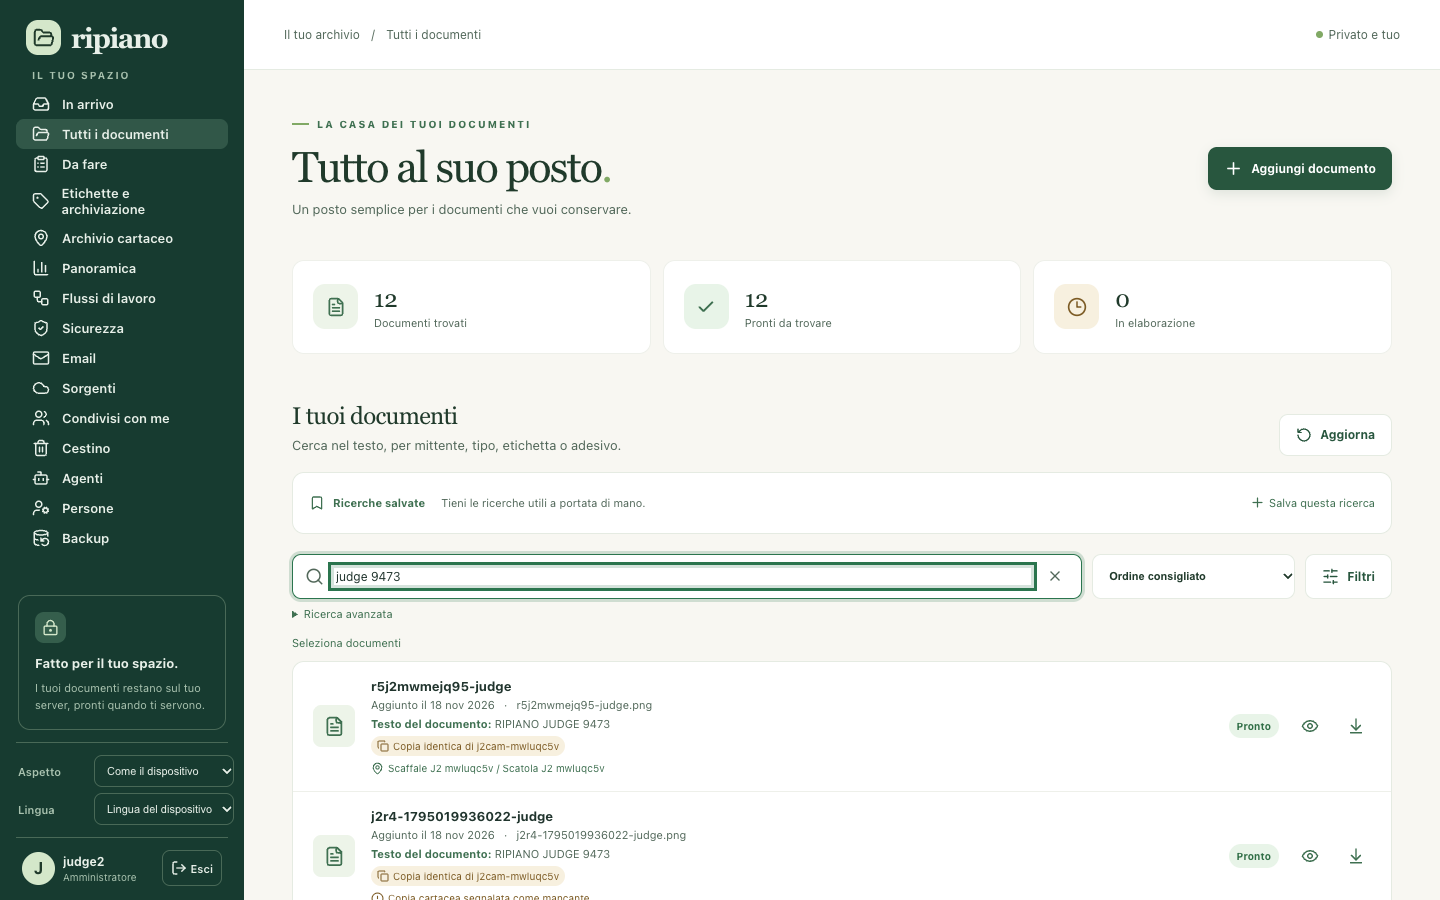 ripiano
IL TUO SPAZIO
In arrivo
Tutti i documenti
Da fare
Etichette e
archiviazione
Archivio cartaceo
Panoramica
Flussi di lavoro
Sicurezza
Email
Sorgenti
Condivisi con me
Cestino
Agenti
Persone
Backup
Fatto per il tuo spazio.
I tuoi documenti restano sul tuo
server, pronti quando ti servono.
Aspetto
Come il dispositivo
Lingua
Lingua del dispositivo
J
judge2
Amministratore
Esci
Il tuo archivio / Tutti i documenti
Privato e tuo
LA CASA DEI TUOI DOCUMENTI
Tutto al suo posto.
Un posto semplice per i documenti che vuoi conservare.
Aggiungi documento
12
Documenti trovati
12
Pronti da trovare
0
In elaborazione
I tuoi documenti
Cerca nel testo, per mittente, tipo, etichetta o adesivo.
Aggiorna
Ricerche salvate
Tieni le ricerche utili a portata di mano.
Salva questa ricerca
judge 9473
Ordine consigliato
Filtri
Ricerca avanzata
Seleziona documenti
r5j2mwmejq95-judge
Aggiunto il 18 nov 2026 · r5j2mwmejq95-judge.png
Testo del documento: RIPIANO JUDGE 9473
Copia identica di j2cam-mwluqc5v
Scaffale J2 mwluqc5v / Scatola J2 mwluqc5v
Pronto
j2r4-1795019936022-judge
Aggiunto il 18 nov 2026 · j2r4-1795019936022-judge.png
Testo del documento: RIPIANO JUDGE 9473
Copia identica di j2cam-mwluqc5v
Copia cartacea segnalata come mancante
Pronto